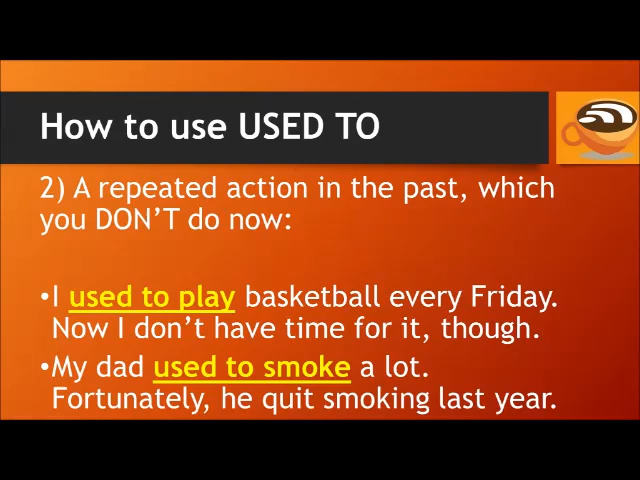 How to use USED TO
2) A repeated action in the past, which
you DON'T do now:
•I used to play basketball every Friday.
Now I don't have time for it, though.
•My dad used to smoke a lot.
Fortunately, he quit smoking last year.